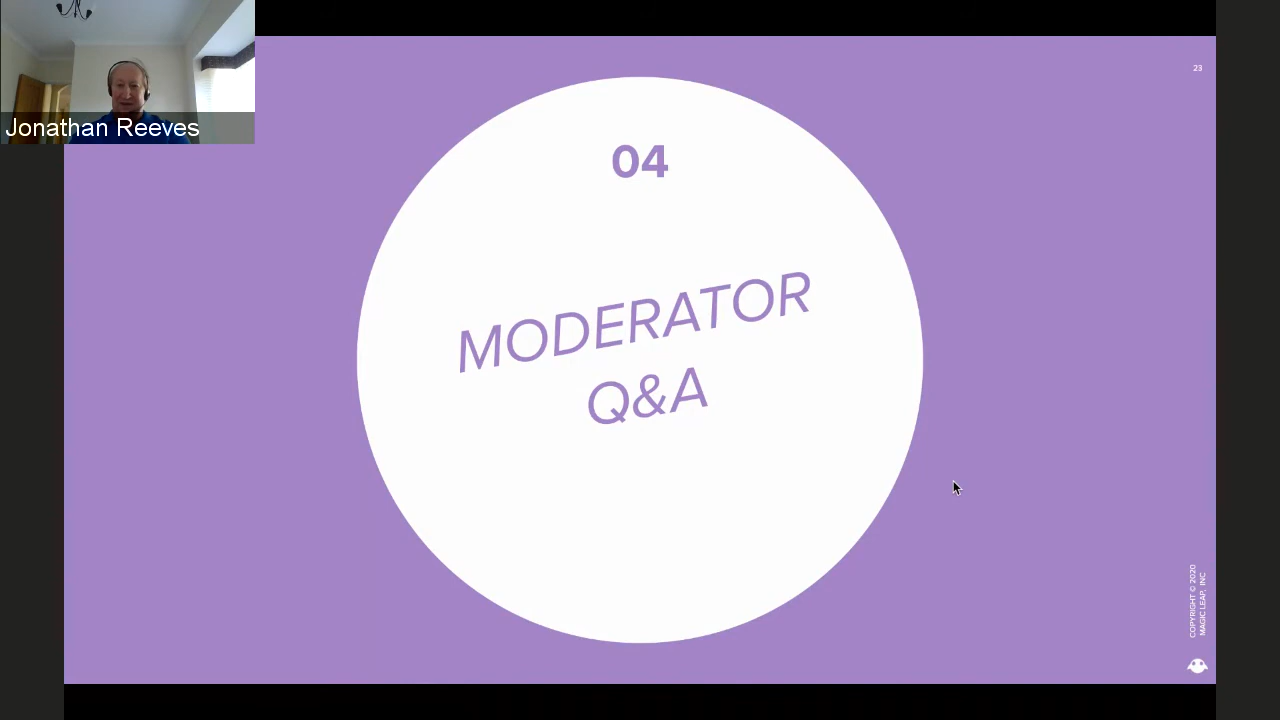 Jonathan Reeves
23
04
MODERATOR
Q&A
COPYRIGHT © 2020
MAGIC LEAP, INC